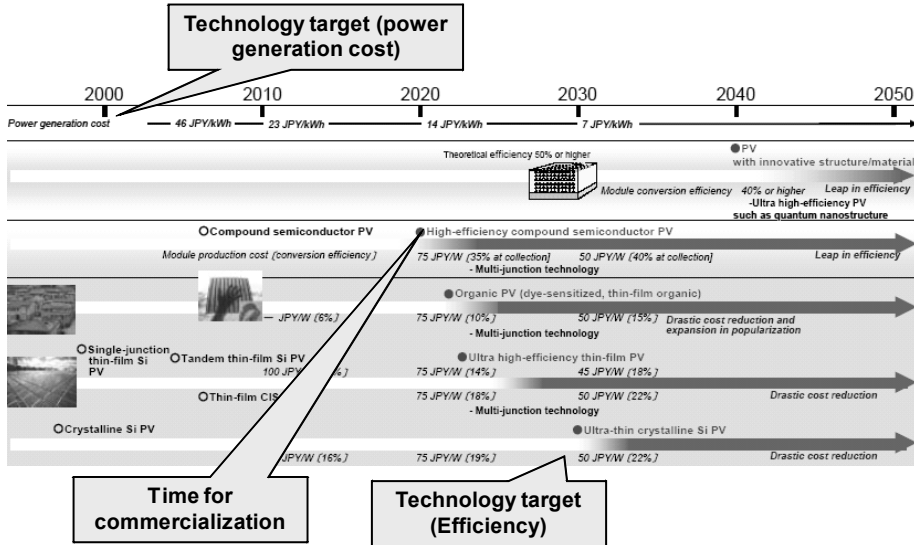 Technology target (power
generation cost)
2000 2010 2020 2030 2040 2050
Power generation cost 46 JPY/kWh 23 JPY/kWh 14 JPY/kWh 7 JPY/kWh
Theoretical efficiency 50% or higher
PV
with innovative structure/material
Module conversion efficiency 40% or higher Leap in efficiency
-Ultra high-efficiency PV
such as quantum nanostructure
Compound semiconductor PV High-efficiency compound semiconductor PV
Module production cost (conversion efficiency) 75 JPY/W (35% at collection] 50 JPY/W (40% at collection] Leap in efficiency
- Multi-junction technology
Organic PV (dye-sensitized, thin-film organic)
— JPY/W (6%] 75 JPY/W (10%] 50 JPY/W (15%] Drastic cost reduction and
expansion in popularization
- Multi-junction technology
Single-junction
thin-film Si
PV
Tandem thin-film Si PV Ultra high-efficiency thin-film PV
100 JPY %] 75 JPY/W (14%] 45 JPY/W (18%]
Thin-film CIS 75 JPY/W (18%] 50 JPY/W (22%] Drastic cost reduction
- Multi-junction technology
Crystalline Si PV Ultra-thin crystalline Si PV
JPY/W (16%] 75 JPY/W (19%] 50 JPY/W (22%] Drastic cost reduction
Time for
commercialization
Technology target
(Efficiency)